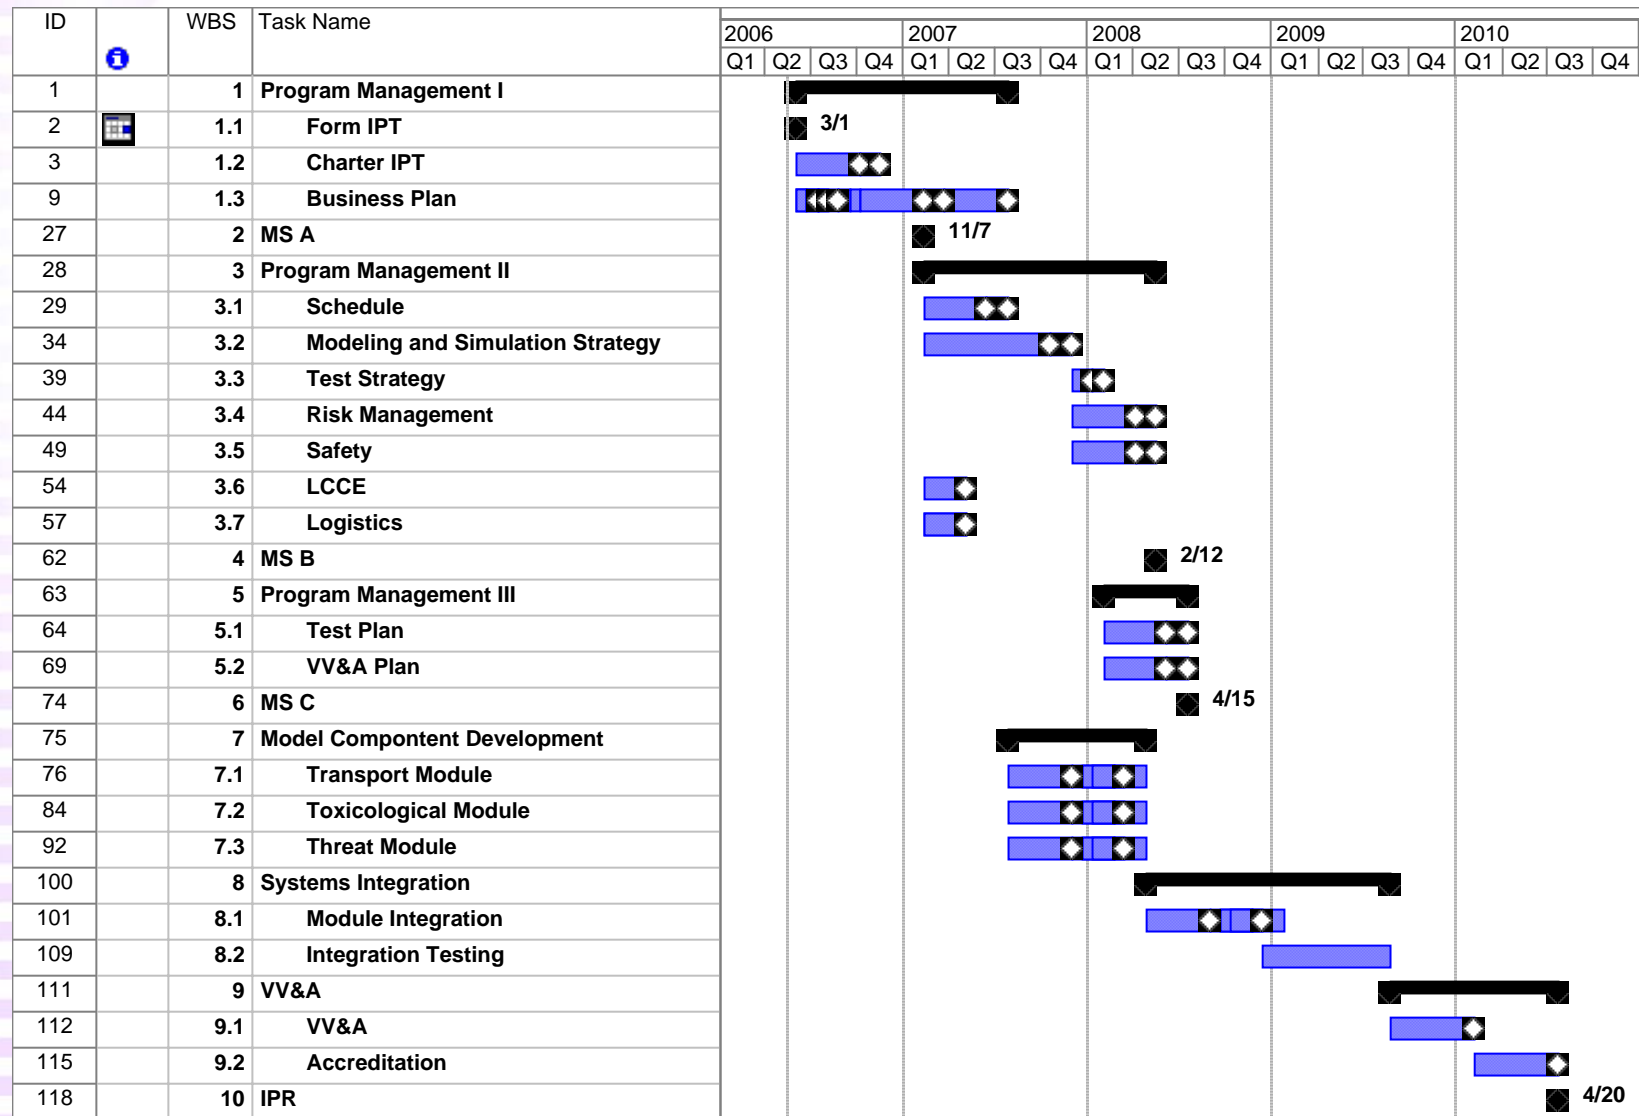 ID WBS Task Name 2006 2007 2008 2009 2010
i Q1 Q2 Q3 Q4 Q1 Q2 Q3 Q4 Q1 Q2 Q3 Q4 Q1 Q2 Q3 Q4 Q1 Q2 Q3 Q4
1 1 Program Management I
2 1.1 Form IPT 3/1
3 1.2 Charter IPT
9 1.3 Business Plan
27 2 MS A 11/7
28 3 Program Management II
29 3.1 Schedule
34 3.2 Modeling and Simulation Strategy
39 3.3 Test Strategy
44 3.4 Risk Management
49 3.5 Safety
54 3.6 LCCE
57 3.7 Logistics
62 4 MS B 2/12
63 5 Program Management III
64 5.1 Test Plan
69 5.2 VV&A Plan
74 6 MS C 4/15
75 7 Model Compontent Development
76 7.1 Transport Module
84 7.2 Toxicological Module
92 7.3 Threat Module
100 8 Systems Integration
101 8.1 Module Integration
109 8.2 Integration Testing
111 9 VV&A
112 9.1 VV&A
115 9.2 Accreditation
118 10 IPR 4/20